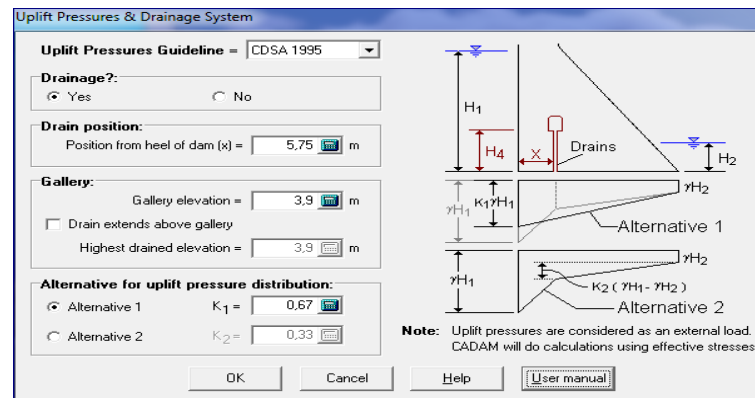 Uplift Pressures & Drainage System
Uplift Pressures Guideline = CDSA 1995
Drainage?:
Yes No
Drain position:
Position from heel of dam (x) = 5,75 m
Gallery:
Gallery elevation = 3,9 m
Drain extends above gallery
Highest drained elevation = 3,9 m
Alternative for uplift pressure distribution:
Alternative 1 K1 = 0,67
Alternative 2 K2 = 0,33
H1
H4
X
Drains
H2
γH1
K1γH1
γH2
Alternative 1
γH1
γH2
K2 ( γH1 - γH2 )
Alternative 2
Note: Uplift pressures are considered as an external load.
CADAM will do calculations using effective stresses
OK Cancel Help User manual